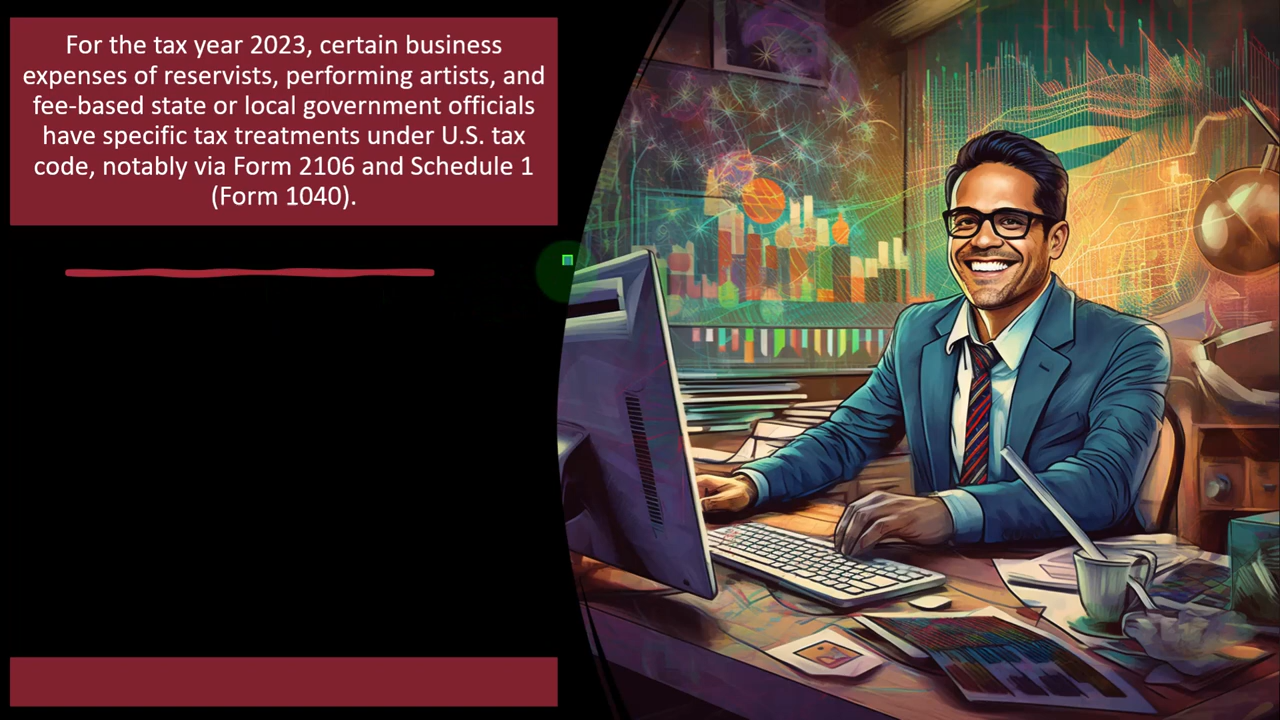 For the tax year 2023, certain business
expenses of reservists, performing artists, and
fee-based state or local government officials
have specific tax treatments under U.S. tax
code, notably via Form 2106 and Schedule 1
(Form 1040).